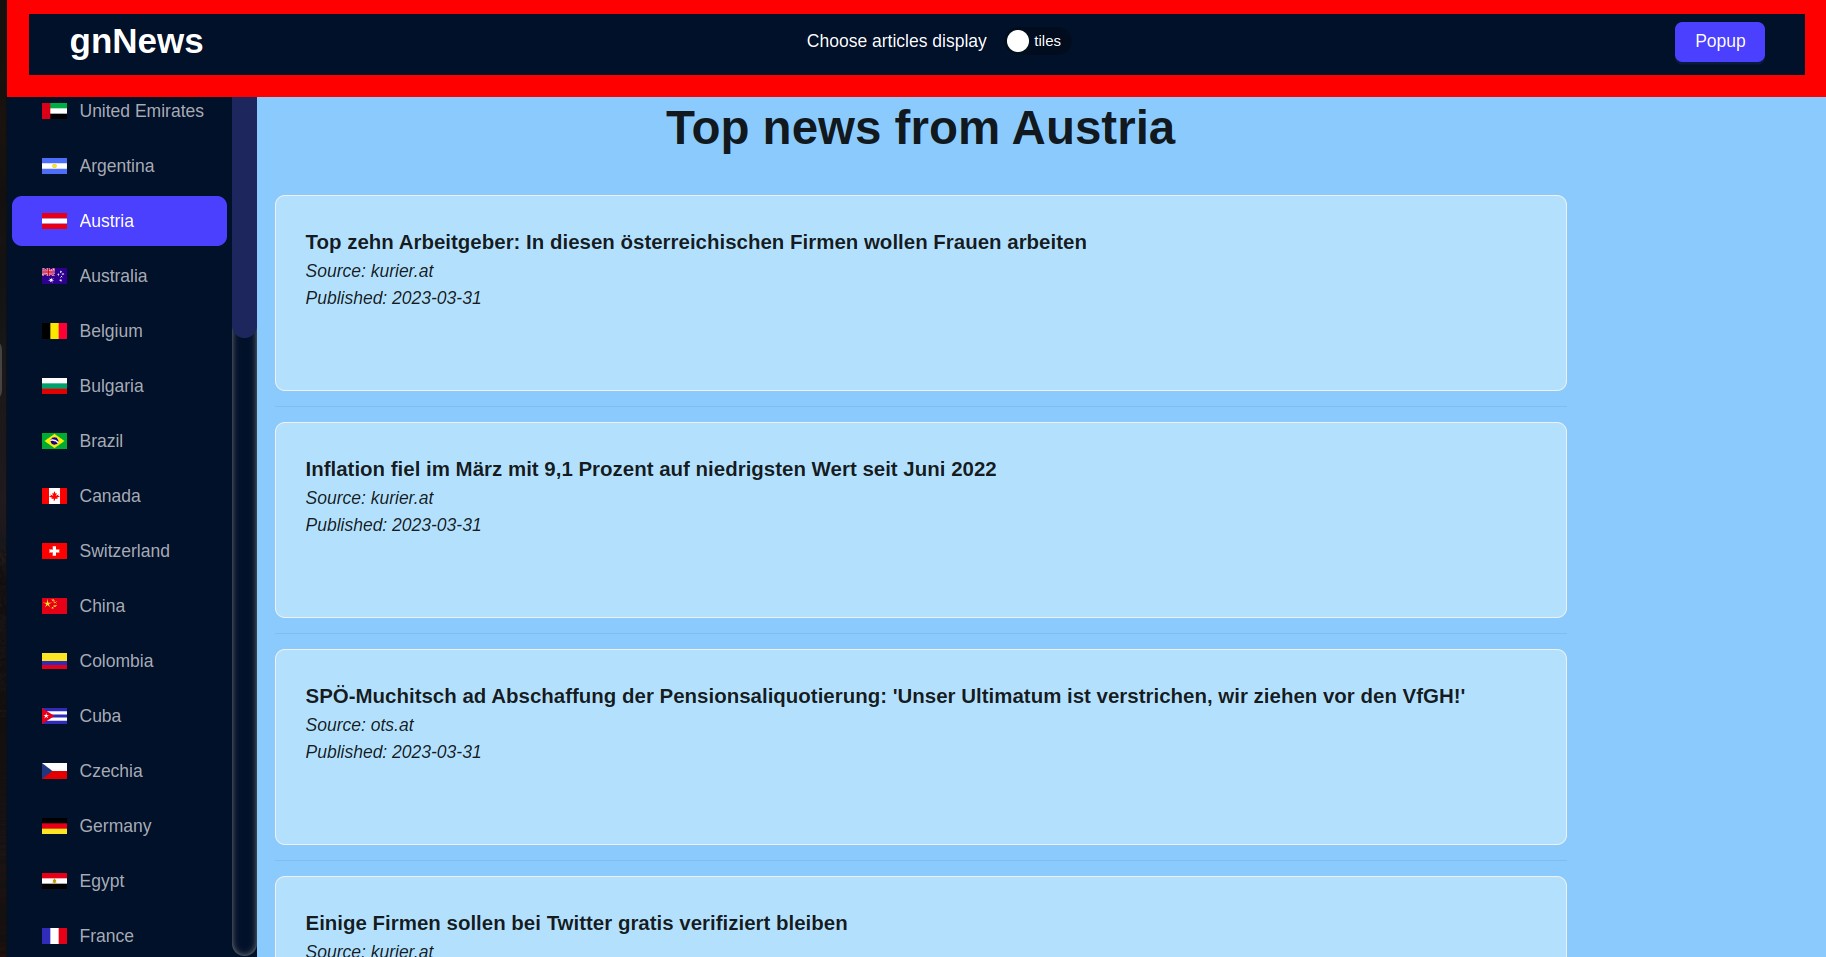 gnNews
Choose articles display
tiles
Popup
United Emirates
Argentina
Austria
Australia
Belgium
Bulgaria
Brazil
Canada
Switzerland
China
Colombia
Cuba
Czechia
Germany
Egypt
France
Top news from Austria
Top zehn Arbeitgeber: In diesen österreichischen Firmen wollen Frauen arbeiten
Source: kurier.at
Published: 2023-03-31
Inflation fiel im März mit 9,1 Prozent auf niedrigsten Wert seit Juni 2022
Source: kurier.at
Published: 2023-03-31
SPÖ-Muchitsch ad Abschaffung der Pensionsaliquotierung: 'Unser Ultimatum ist verstrichen, wir ziehen vor den VfGH!'
Source: ots.at
Published: 2023-03-31
Einige Firmen sollen bei Twitter gratis verifiziert bleiben
Source: kurier.at